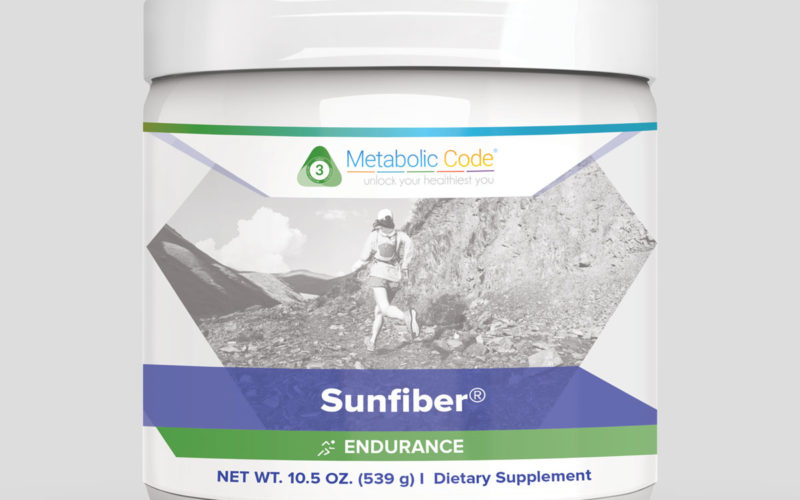 3 Metabolic Code®
unlock your healthiest you
Sunfiber®
ENDURANCE
NET WT. 10.5 OZ. (539 g) I Dietary Supplement